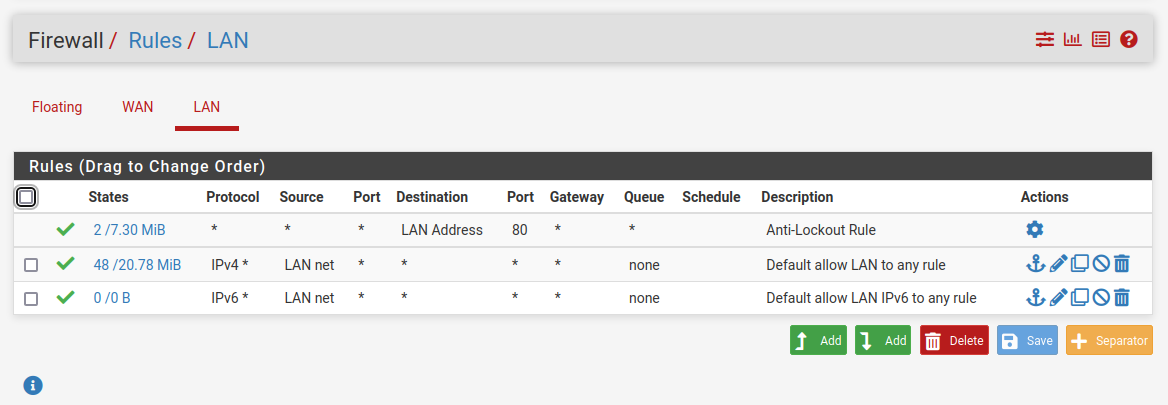 Firewall / Rules / LAN
Floating WAN LAN
Rules (Drag to Change Order)
States Protocol Source Port Destination Port Gateway Queue Schedule Description Actions
2 /7.30 MiB * * * LAN Address 80 * * Anti-Lockout Rule
48 /20.78 MiB IPv4 * LAN net * * * * none Default allow LAN to any rule
0 /0 B IPv6 * LAN net * * * * none Default allow LAN IPv6 to any rule
Add Add Delete Save Separator